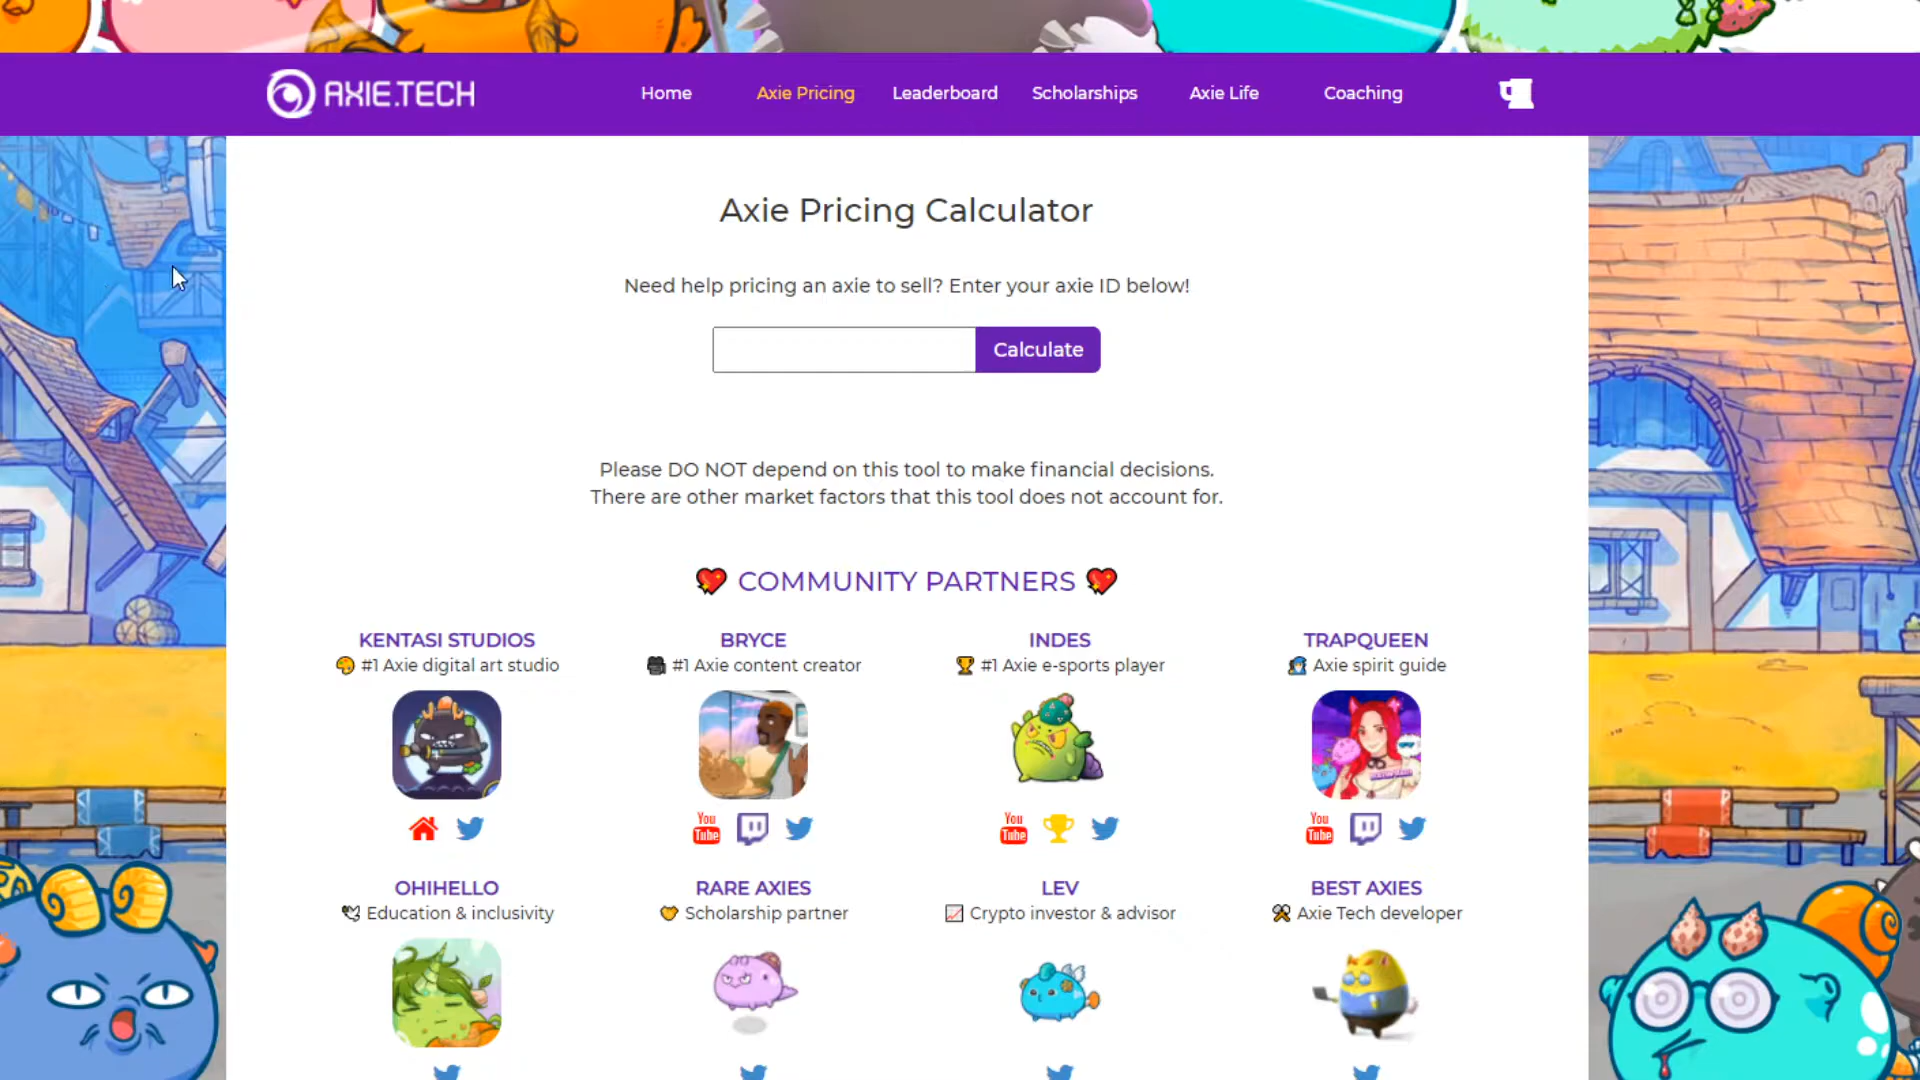 AXIE.TECH
Home Axie Pricing Leaderboard Scholarships Axie Life Coaching
Axie Pricing Calculator
Need help pricing an axie to sell? Enter your axie ID below!
Calculate
Please DO NOT depend on this tool to make financial decisions.
There are other market factors that this tool does not account for.
COMMUNITY PARTNERS
KENTASI STUDIOS BRYCE INDES TRAPQUEEN
#1 Axie digital art studio #1 Axie content creator #1 Axie e-sports player Axie spirit guide
You Tube You Tube You Tube
OHIHELLO RARE AXIES LEV BEST AXIES
Education & inclusivity Scholarship partner Crypto investor & advisor Axie Tech developer